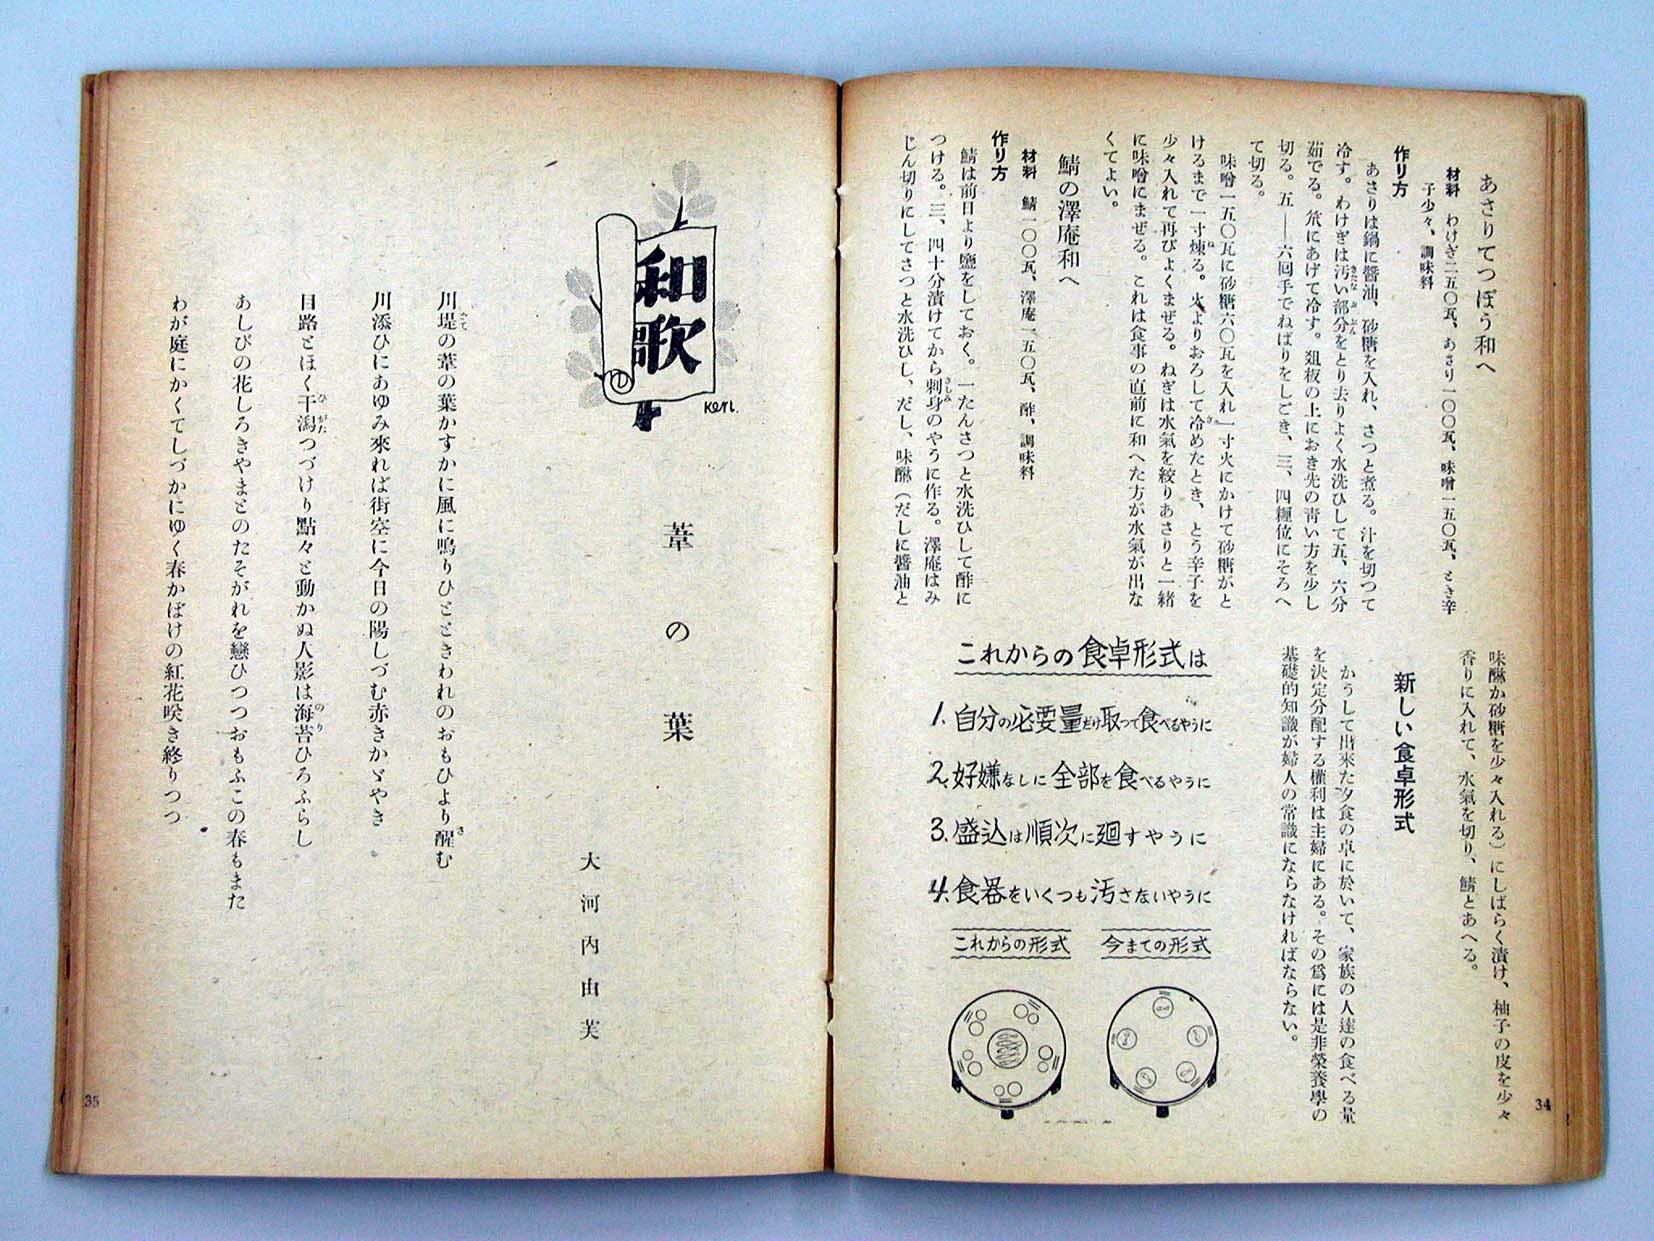 あさりてつぽう和へ
材料 わけぎ二五〇瓦、あさり一〇〇瓦、味噌一五〇瓦、とき辛
子少々、調味料
作り方
あさりは鍋に醬油、砂糖を入れ、さつと煮る。汁を切つて
冷す。わけぎは汚い部分をとり去りよく水洗ひして五、六分
茹でる。笊にあげて冷す。俎板の上におき先の靑い方を少し
切る。五—六回手でねばりをしごき、三、四糎位にそろへ
て切る。
味噌一五〇瓦に砂糖六〇瓦を入れ一寸火にかけて砂糖がと
けるまで一寸煉る。火よりおろして冷めたとき、とう辛子を
少々入れて再びよくまぜる。ねぎは水氣を絞りあさりと一緖
に味噌にまぜる。これは食事の直前に和へた方が水氣が出な
くてよい。
鯖の澤庵和へ
材料 鯖一〇〇瓦、澤庵一五〇瓦、酢、調味料
作り方
鯖は前日より鹽をしておく。一たんさつと水洗ひして酢に
つける。三、四十分漬けてから刺身のやうに作る。澤庵はみ
じん切りにしてさつと水洗ひし、だし、味醂(だしに醬油と
味醂か砂糖を少々入れる)にしばらく漬け、柚子の皮を少々
香りに入れて、水氣を切り、鯖とあへる。
新しい食卓形式
かうして出來た夕食の卓に於いて、家族の人達の食べる量
を決定分配する權利は主婦にある。その爲には是非榮養學の
基礎的知識が婦人の常識にならなければならない。
これからの食卓形式は
1. 自分の必要量だけ取つて食べるやうに
2. 好嫌なしに全部を食べるやうに
3. 盛込は順次に廻すやうに
4. 食器をいくつも汚さないやうに
今までの形式
これからの形式
34
和歌
ゆ
Ken.
葦の葉
大河内由芙
川堤の葦の葉かすかに風に鳴りひとときわれのおもひより醒む
川添ひにあゆみ來れば街空に今日の陽しづむ赤きかゞやき
目路とほく干潟つづけり點々と動かぬ人影は海苔ひろふらし
あしびの花しろきやまとのたそがれを戀ひつつおもふこの春もまた
わが庭にかくてしづかにゆく春かぼけの紅花咲き終りつつ
35